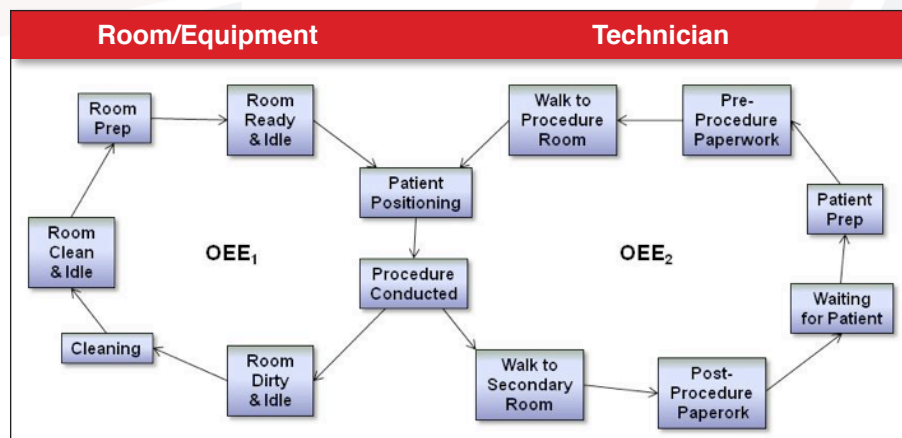 Room/Equipment
Technician
Room
Prep
Room
Ready
& Idle
Walk to
Procedure
Room
Pre-
Procedure
Paperwork
Patient
Positioning
Patient
Prep
Room
Clean
& Idle
OEE1
OEE2
Procedure
Conducted
Waiting
for Patient
Cleaning
Room
Dirty
& Idle
Walk to
Secondary
Room
Post-
Procedure
Paperork